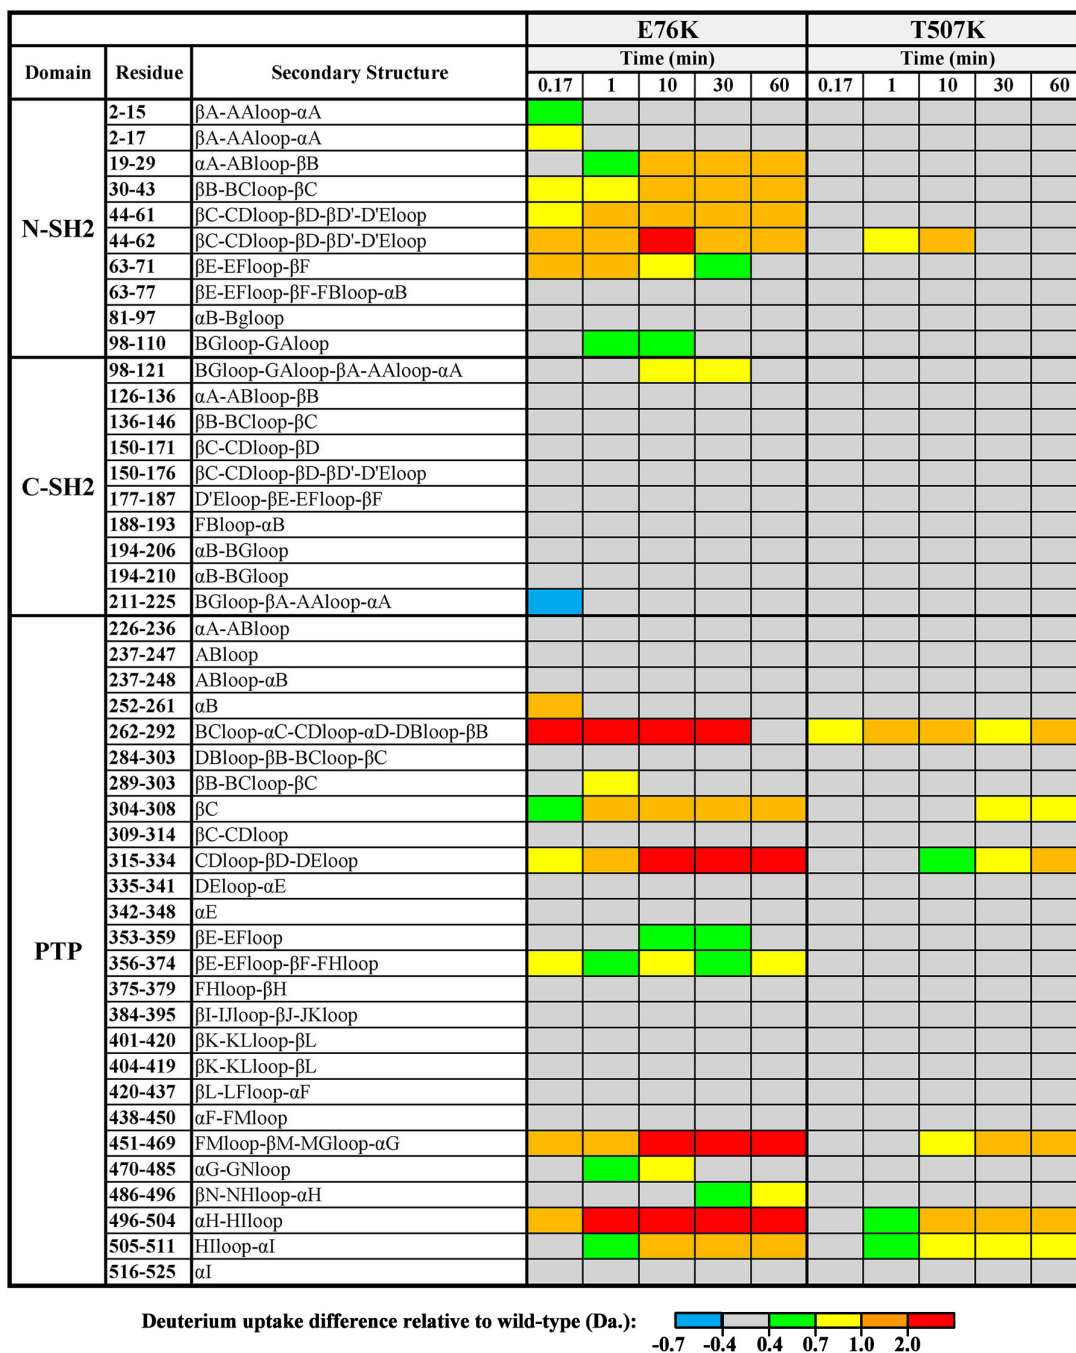 E76K T507K
Domain Residue Secondary Structure Time (min) Time (min)
0.17 1 10 30 60 0.17 1 10 30 60
N-SH2
2-15 βA-AAloop-αA
2-17 βA-AAloop-αA
19-29 αA-ABloop-βB
30-43 βB-BCloop-βC
44-61 βC-CDloop-βD-βD'-D'Eloop
44-62 βC-CDloop-βD-βD'-D'Eloop
63-71 βE-EFloop-βF
63-77 βE-EFloop-βF-FBloop-αB
81-97 αB-Bgloop
98-110 BGloop-GAloop
C-SH2
98-121 BGloop-GAloop-βA-AAloop-αA
126-136 αA-ABloop-βB
136-146 βB-BCloop-βC
150-171 βC-CDloop-βD
150-176 βC-CDloop-βD-βD'-D'Eloop
177-187 D'Eloop-βE-EFloop-βF
188-193 FBloop-αB
194-206 αB-BGloop
194-210 αB-BGloop
211-225 BGloop-βA-AAloop-αA
PTP
226-236 αA-ABloop
237-247 ABloop
237-248 ABloop-αB
252-261 αB
262-292 BCloop-αC-CDloop-αD-DBloop-βB
284-303 DBloop-βB-BCloop-βC
289-303 βB-BCloop-βC
304-308 βC
309-314 βC-CDloop
315-334 CDloop-βD-DEloop
335-341 DEloop-αE
342-348 αE
353-359 βE-EFloop
356-374 βE-EFloop-βF-FHloop
375-379 FHloop-βH
384-395 βI-IJloop-βJ-JKloop
401-420 βK-KLloop-βL
404-419 βK-KLloop-βL
420-437 βL-LFloop-αF
438-450 αF-FMloop
451-469 FMloop-βM-MGloop-αG
470-485 αG-GNloop
486-496 βN-NHloop-αH
496-504 αH-HIloop
505-511 HIloop-αI
516-525 αI
Deuterium uptake difference relative to wild-type (Da.):
-0.7 -0.4 0.4 0.7 1.0 2.0